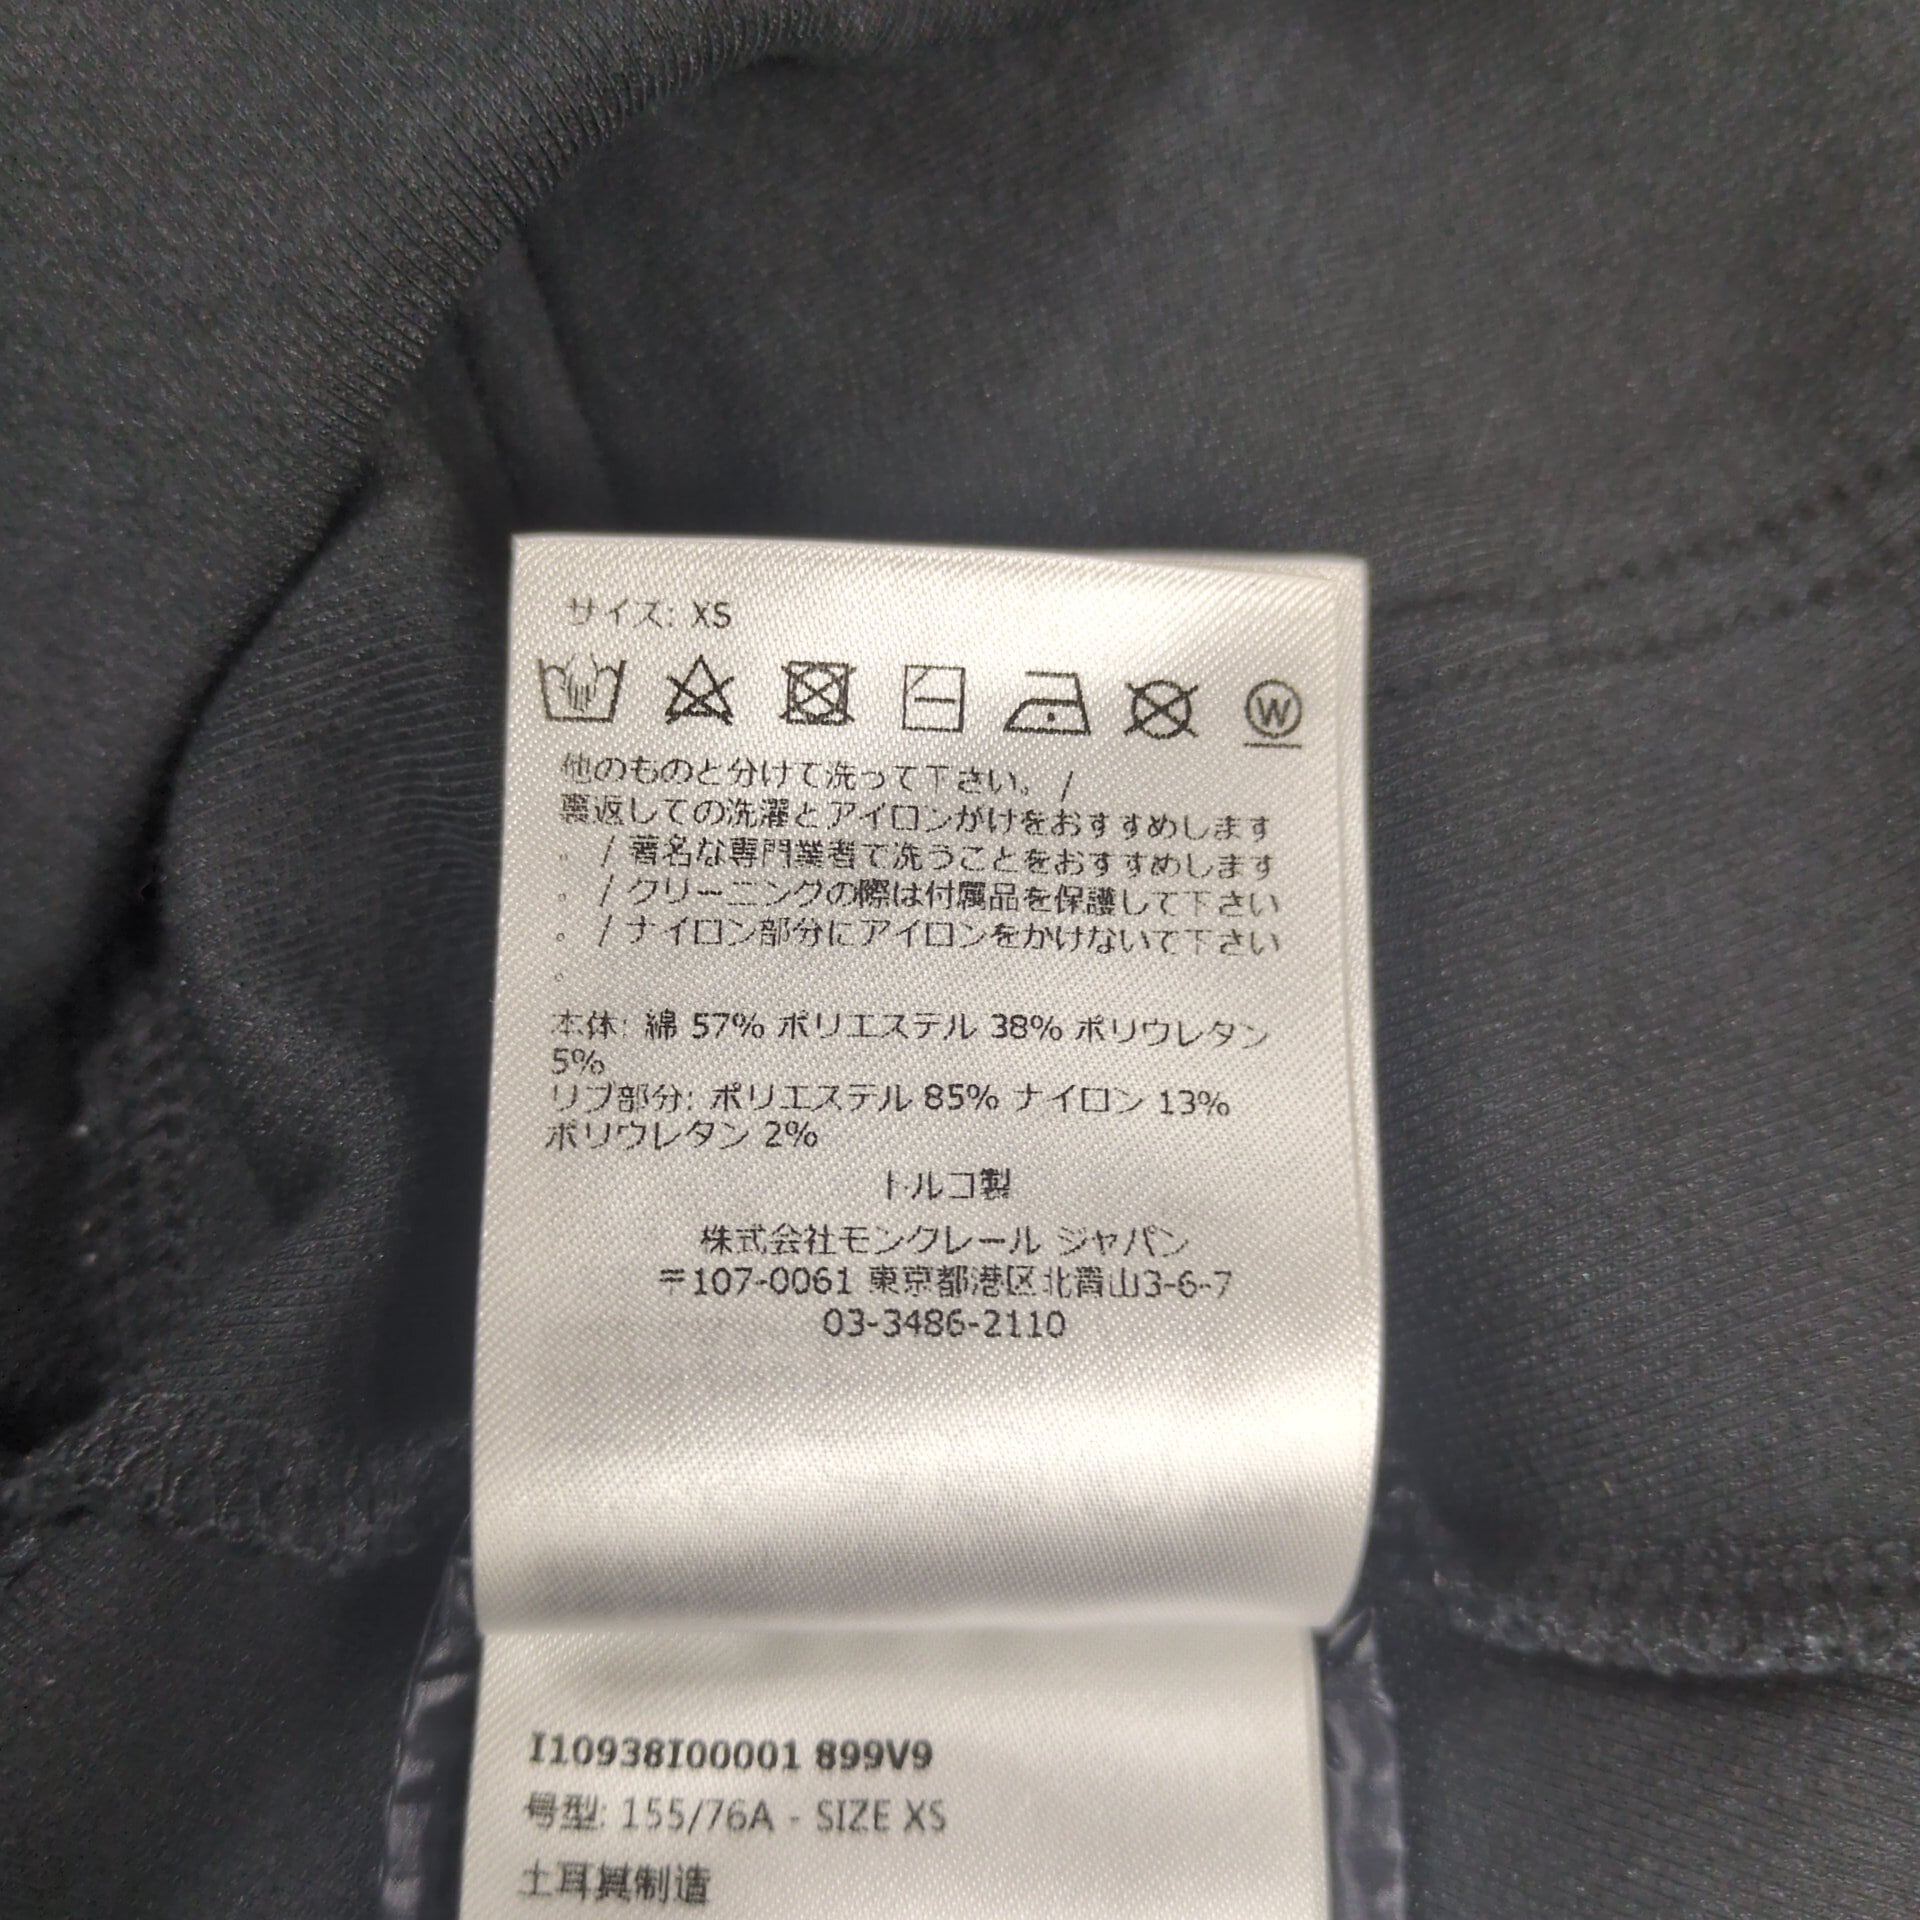 サイズ: XS
W
他のものと分けて洗って下さい。 /
裏返しての洗濯とアイロンがけをおすすめします
。 / 著名な専門業者で洗うことをおすすめします
。 / クリーニングの際は付属品を保護して下さい
。 / ナイロン部分にアイロンをかけないで下さい
。
本体: 綿 57% ポリエステル 38% ポリウレタン
5%
リブ部分: ポリエステル 85% ナイロン 13%
ポリウレタン 2%
トルコ製
株式会社モンクレール ジャパン
〒107-0061 東京都港区北青山3-6-7
03-3486-2110
I10938I00001 899V9
号型: 155/76A - SIZE XS
土耳其制造